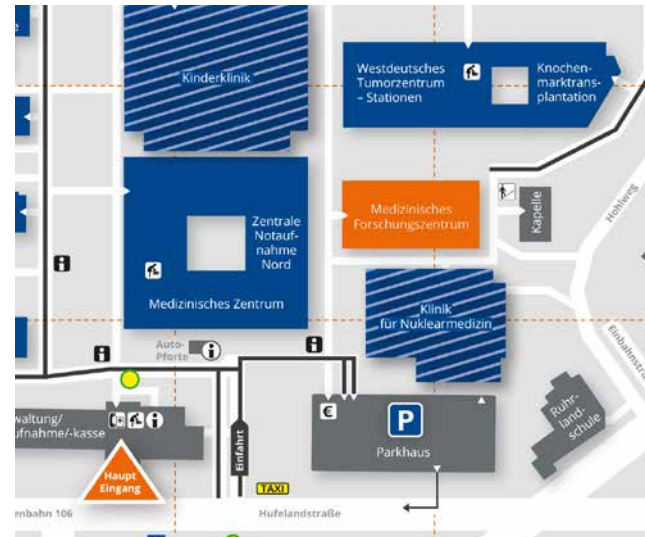 e
Kinderklinik
Westdeutsches
Tumorzentrum
– Stationen
Knochen-
marktrans-
plantation
Zentrale
Notauf-
nahme
Nord
Medizinisches Zentrum
Medizinisches
Forschungszentrum
Kapelle
Hohlweg
Klinik
für Nuklearmedizin
Auto-
Pforte
Einbahnstra
waltung/
ufnahme/-kasse
Haupt
Eingang
Einfahrt
€
P
Parkhaus
Ruhr-
land-
schule
TAXI
enbahn 106
Hufelandstraße